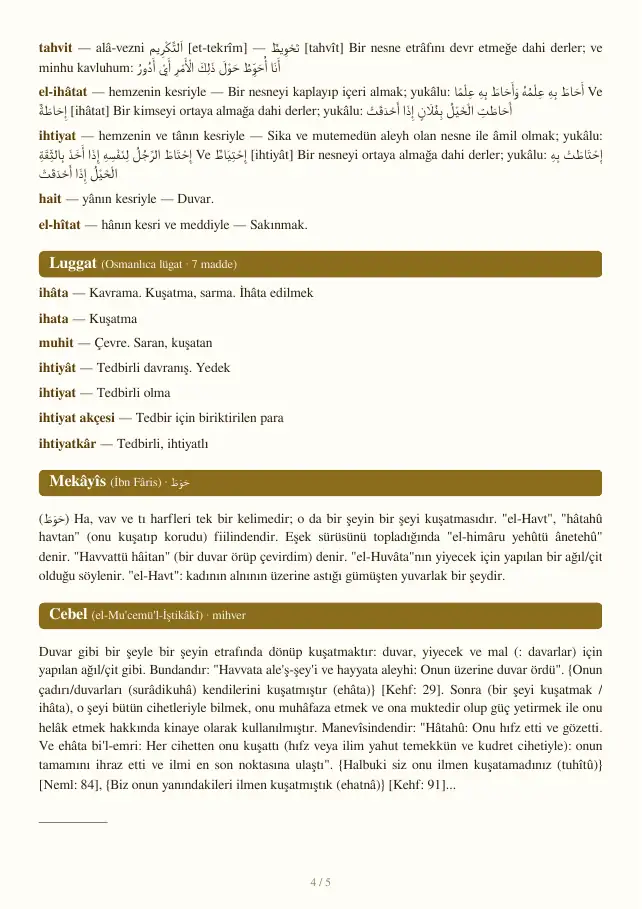 tahvit — alâ-vezni اَلتَّكْرِيم [et-tekrîm] — تَحْوِيطٌ [tahvît] Bir nesne etrâfını devr etmeğe dahi derler; ve
minhu kavluhum: أَنَا أُحَوِّطُ حَوْلَ ذَلِكَ الْأَمْرِ أَيْ أَدُورُ
el-ihâtat — hemzenin kesriyle — Bir nesneyi kaplayıp içeri almak; yukâlu: أَحَاطَ بِهِ عِلْمُهُ وَأَحَاطَ بِهِ عِلْمًا Ve
إِحَاطَةٌ [ihâtat] Bir kimseyi ortaya almağa dahi derler; yukâlu: أَحَاطَتِ الْخَيْلُ بِفُلَانٍ إِذَا أَحْدَقَتْ
ihtiyat — hemzenin ve tânın kesriyle — Sika ve mutemedün aleyh olan nesne ile âmil olmak; yukâlu:
إِحْتَاطَ الرَّجُلُ لِنَفْسِهِ إِذَا أَخَذَ بِالثِّقَةِ Ve إِحْتِيَاطٌ [ihtiyât] Bir nesneyi ortaya almağa dahi derler; yukâlu: إِحْتَاطَتْ بِهِ
الْخَيْلُ إِذَا أَحْدَقَتْ
hait — yânın kesriyle — Duvar.
el-hîtat — hânın kesri ve meddiyle — Sakınmak.
Luggat (Osmanlıca lügat · 7 madde)
ihâta — Kavrama. Kuşatma, sarma. İhâta edilmek
ihata — Kuşatma
muhit — Çevre. Saran, kuşatan
ihtiyât — Tedbirli davranış. Yedek
ihtiyat — Tedbirli olma
ihtiyat akçesi — Tedbir için biriktirilen para
ihtiyatkâr — Tedbirli, ihtiyatlı
Mekâyîs (İbn Fâris) · حَوَطَ
(حَوَطَ) Ha, vav ve tı harfleri tek bir kelimedir; o da bir şeyin bir şeyi kuşatmasıdır. "el-Havt", "hâtahû
havtan" (onu kuşatıp korudu) fiilindendir. Eşek sürüsünü topladığında "el-himâru yehûtü ânetehû"
denir. "Havvattü hâitan" (bir duvar örüp çevirdim) denir. "el-Huvâta"nın yiyecek için yapılan bir ağıl/çit
olduğu söylenir. "el-Havt": kadının alnının üzerine astığı gümüşten yuvarlak bir şeydir.
Cebel (el-Mu'cemü'l-İştikâkî) · mihver
Duvar gibi bir şeyle bir şeyin etrafında dönüp kuşatmaktır: duvar, yiyecek ve mal (: davarlar) için
yapılan ağıl/çit gibi. Bundandır: "Havvata ale'ş-şey'i ve hayyata aleyhi: Onun üzerine duvar ördü". {Onun
çadırı/duvarları (surâdikuhâ) kendilerini kuşatmıştır (ehâta)} [Kehf: 29]. Sonra (bir şeyi kuşatmak /
ihâta), o şeyi bütün cihetleriyle bilmek, onu muhâfaza etmek ve ona muktedir olup güç yetirmek ile onu
helâk etmek hakkında kinaye olarak kullanılmıştır. Manevîsindendir: "Hâtahû: Onu hıfz etti ve gözetti.
Ve ehâta bi'l-emri: Her cihetten onu kuşattı (hıfz veya ilim yahut temekkün ve kudret cihetiyle): onun
tamamını ihraz etti ve ilmi en son noktasına ulaştı". {Halbuki siz onu ilmen kuşatamadınız (tuhîtû)}
[Neml: 84], {Biz onun yanındakileri ilmen kuşatmıştık (ehatnâ)} [Kehf: 91]...
4 / 5